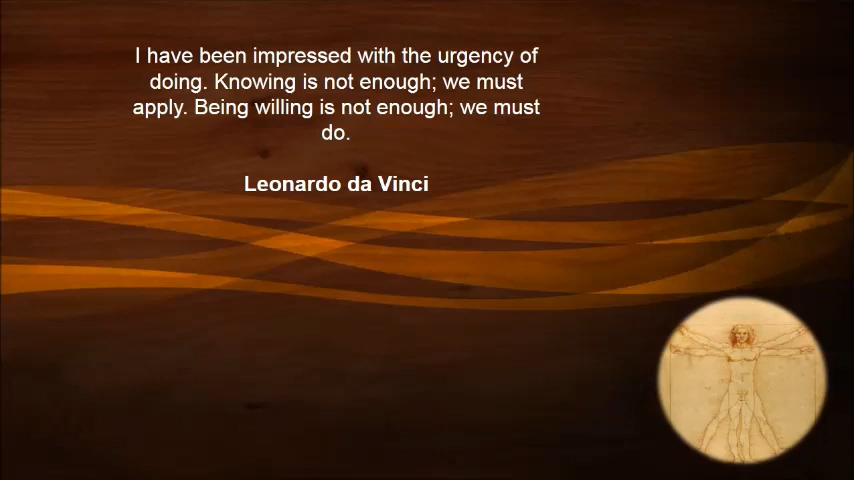 I have been impressed with the urgency of
doing. Knowing is not enough; we must
apply. Being willing is not enough; we must
do.
Leonardo da Vinci